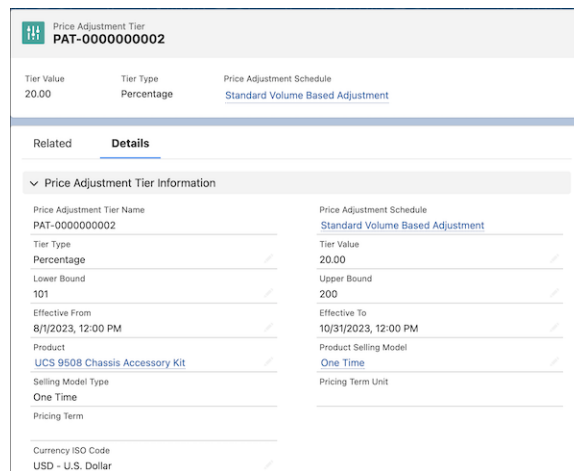 Price Adjustment Tier
PAT-0000000002
Tier Value
Tier Type
Price Adjustment Schedule
20.00
Percentage
Standard Volume Based Adjustment
Related
Details
Price Adjustment Tier Information
Price Adjustment Tier Name
Price Adjustment Schedule
PAT-0000000002
Standard Volume Based Adjustment
Tier Type
Tier Value
Percentage
20.00
Lower Bound
Upper Bound
101
200
Effective From
Effective To
8/1/2023, 12:00 PM
10/31/2023, 12:00 PM
Product
Product Selling Model
UCS 9508 Chassis Accessory Kit
One Time
Selling Model Type
Pricing Term Unit
One Time
Pricing Term
Currency ISO Code
USD - U.S. Dollar